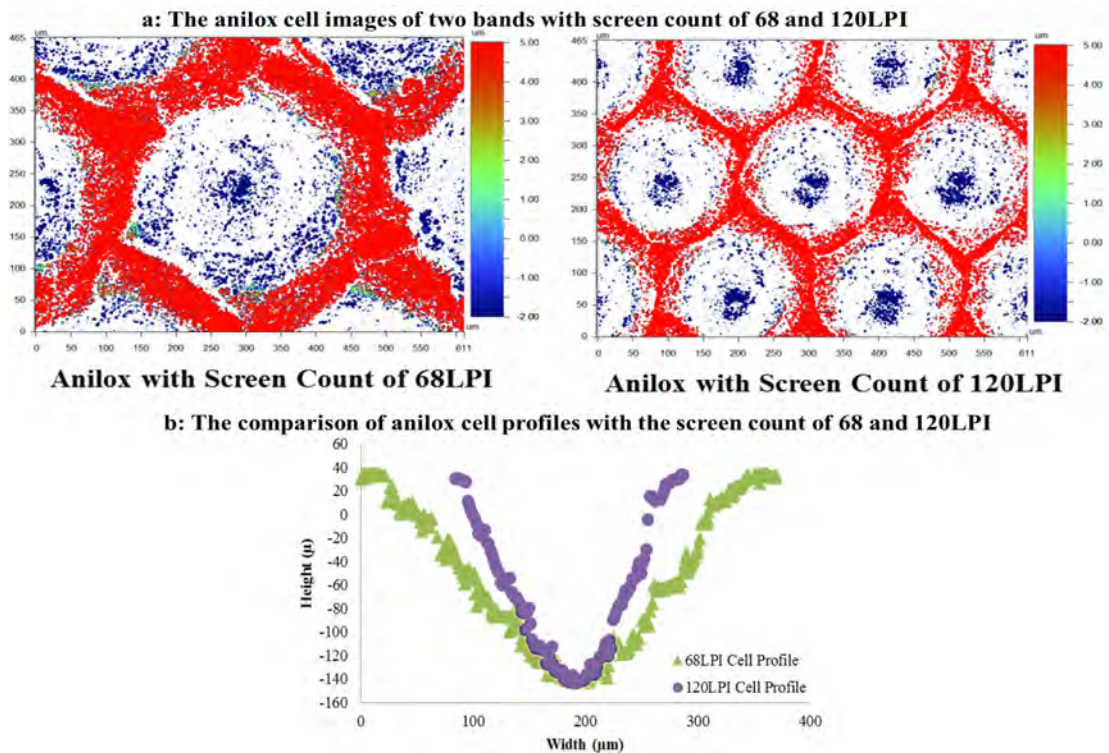 a: The anilox cell images of two bands with screen count of 68 and 120LPI
um
465
400
350
300
250
200
150
100
50
0
0 50 100 150 200 250 300 350 400 450 500 550 611
um
5.00
4.00
3.00
2.00
1.00
0.00
-1.00
-2.00
um
um
465
400
350
300
250
200
150
100
50
0
0 50 100 150 200 250 300 350 400 450 500 559 611
um
5.00
4.00
3.00
2.00
1.00
0.00
-1.00
-2.00
um
Anilox with Screen Count of 68LPI
Anilox with Screen Count of 120LPI
b: The comparison of anilox cell profiles with the screen count of 68 and 120LPI
60
40
20
0
-20
-40
-60
-80
-100
-120
-140
-160
Height (µ)
68LPI Cell Profile
120LPI Cell Profile
0 100 200 300 400
Width (µm)